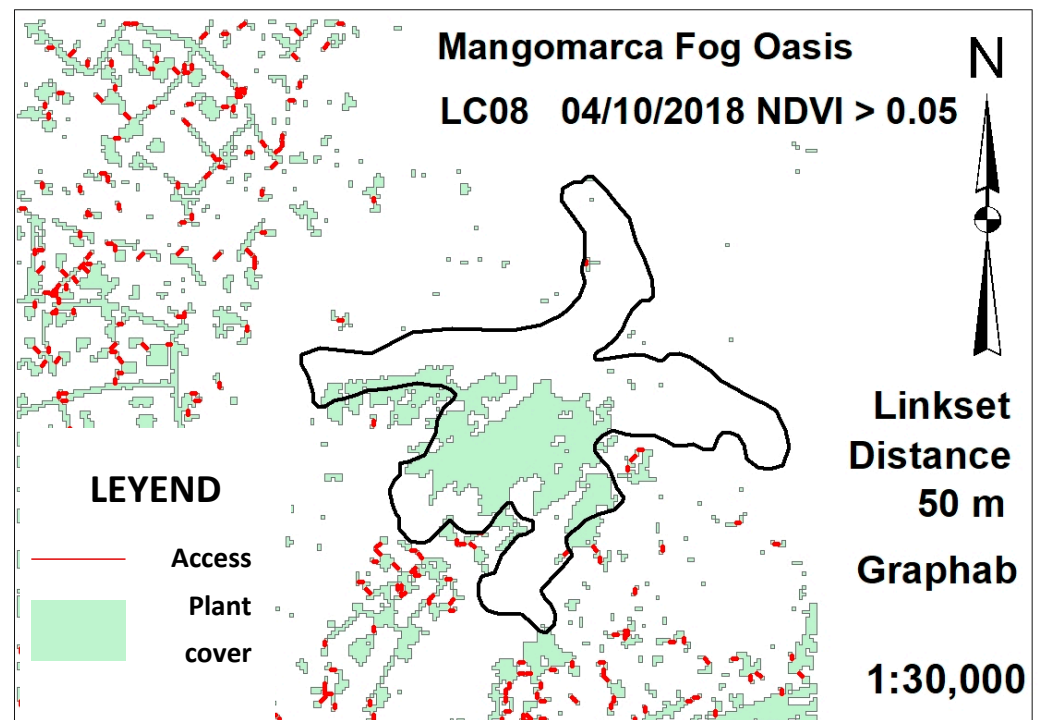 Mangomarca Fog Oasis
N
LC08 04/10/2018 NDVI > 0.05
Linkset
Distance
50 m
Graphab
1:30,000
LEYEND
Access
Plant
cover